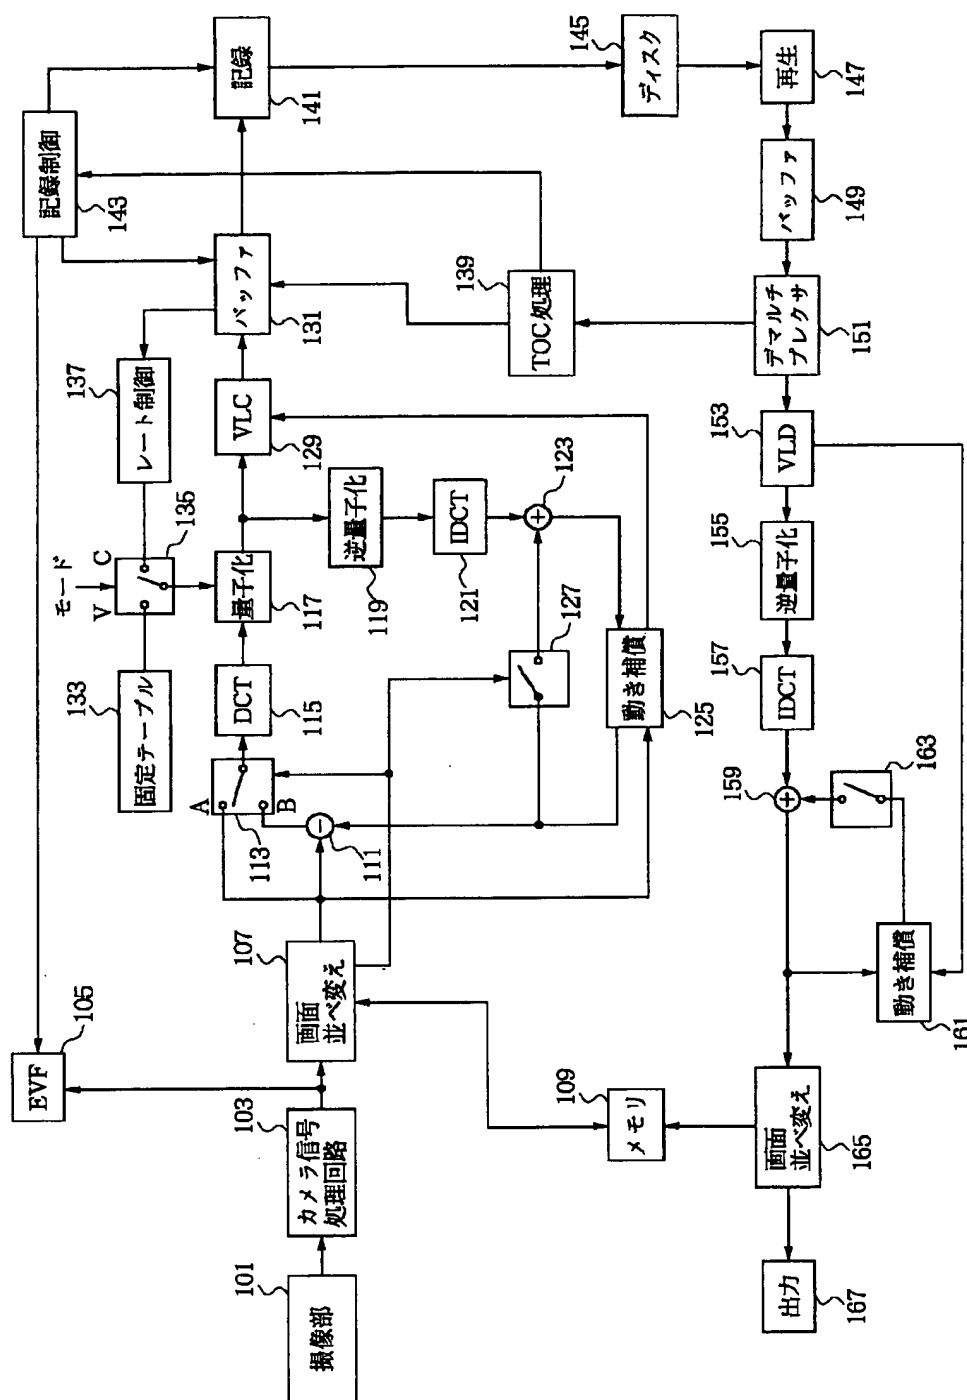 撮像部
101
カメラ信号
処理回路
103
EVF
105
画面
並べ変え
107
メモリ
109
111
A
B
113
DCT
115
量子化
117
逆量子化
119
IDCT
121
123
動き補償
125
127
VLC
129
バッファ
131
固定テーブル
133
モード
V
C
135
レート制御
137
TOC処理
139
記録
141
記録制御
143
ディスク
145
再生
147
バッファ
149
デマルチ
プレクサ
151
VLD
153
逆量子化
155
IDCT
157
159
動き補償
161
163
画面
並べ変え
165
出力
167